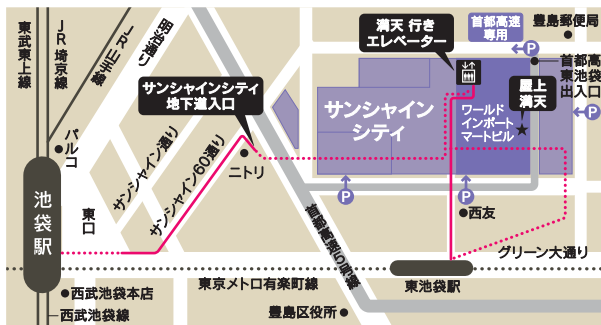 東武東上線
JR 埼京線
JR 山手線
明治通り
満天 行き
エレベーター
首都高速
専用
豊島郵便局
P
首都高
東池袋
出入口
サンシャインシティ
地下道入口
屋上
満天
P
サンシャイン
シティ
ワールド
インポート
マートビル
パルコ
サンシャイン通り
サンシャイン60通り
ニトリ
池袋駅
東口
P
P
西友
首都高速5号線
グリーン大通り
東京メトロ有楽町線
東池袋駅
西武池袋本店
西武池袋線
豊島区役所